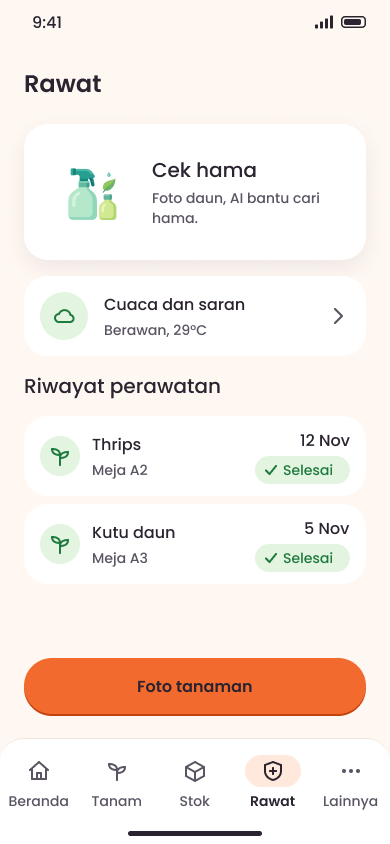 9:41
Rawat
Cek hama
Foto daun, AI bantu cari
hama.
Cuaca dan saran
Berawan, 29°C
Riwayat perawatan
Thrips
12 Nov
Meja A2
Selesai
Kutu daun
5 Nov
Meja A3
Selesai
Foto tanaman
Beranda
Tanam
Stok
Rawat
Lainnya